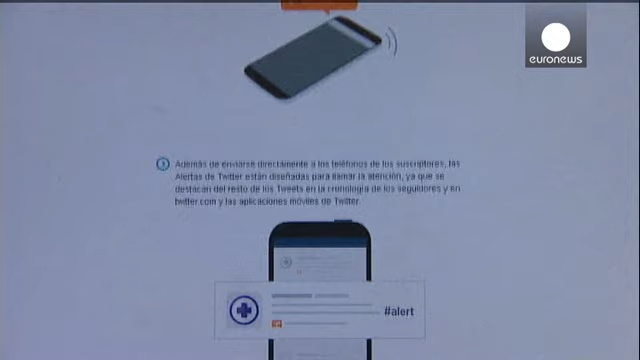 euronews
Además de enviarse directamente a los teléfonos de los suscriptores, las
Alertas de Twitter están diseñadas para llamar la atención, ya que se
destacan del resto de los Tweets en la cronología de los seguidores y en
twitter.com y las aplicaciones móviles de Twitter.
#alert